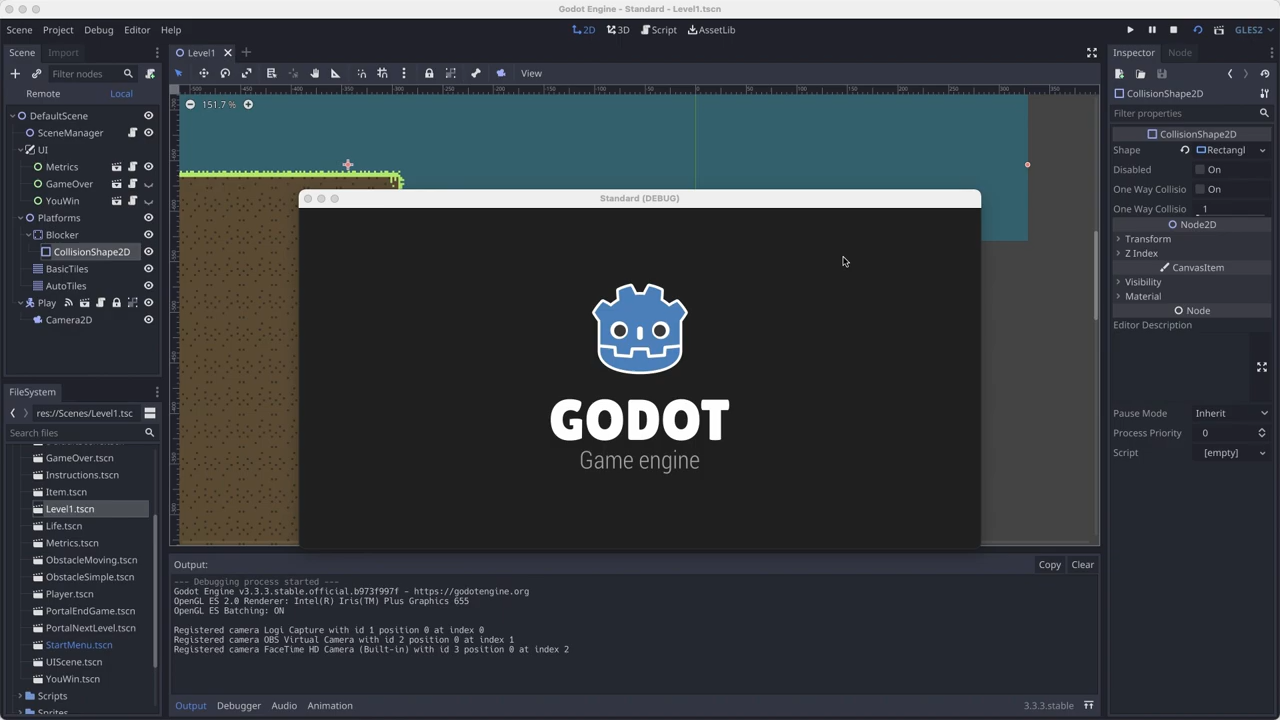 Godot Engine - Standard - Level1.tscn
Scene Project Debug Editor Help
2D 3D Script AssetLib
GLES2
Scene Import
Level1
Inspector Node
Filter nodes
View
Remote Local
151.7 %
CollisionShape2D
Filter properties
DefaultScene
SceneManager
UI
Metrics
GameOver
YouWin
Platforms
Blocker
CollisionShape2D
BasicTiles
AutoTiles
Play
Camera2D
CollisionShape2D
Shape Rectangl
Disabled On
One Way Collisio On
One Way Collisio 1
Node2D
Transform
Z Index
CanvasItem
Visibility
Material
Node
Editor Description
Pause Mode Inherit
Process Priority 0
Script [empty]
Standard (DEBUG)
GODOT
Game engine
FileSystem
res://Scenes/Level1.tsc
Search files
GameOver.tscn
Instructions.tscn
Item.tscn
Level1.tscn
Life.tscn
Metrics.tscn
ObstacleMoving.tscn
ObstacleSimple.tscn
Player.tscn
PortalEndGame.tscn
PortalNextLevel.tscn
StartMenu.tscn
UIScene.tscn
YouWin.tscn
Scripts
Sprites
Output:
Copy Clear
--- Debugging process started ---
Godot Engine v3.3.3.stable.official.b973f997f - https://godotengine.org
OpenGL ES 2.0 Renderer: Intel(R) Iris(TM) Plus Graphics 655
OpenGL ES Batching: ON
Registered camera Logi Capture with id 1 position 0 at index 0
Registered camera OBS Virtual Camera with id 2 position 0 at index 1
Registered camera FaceTime HD Camera (Built-in) with id 3 position 0 at index 2
Output Debugger Audio Animation
3.3.3.stable